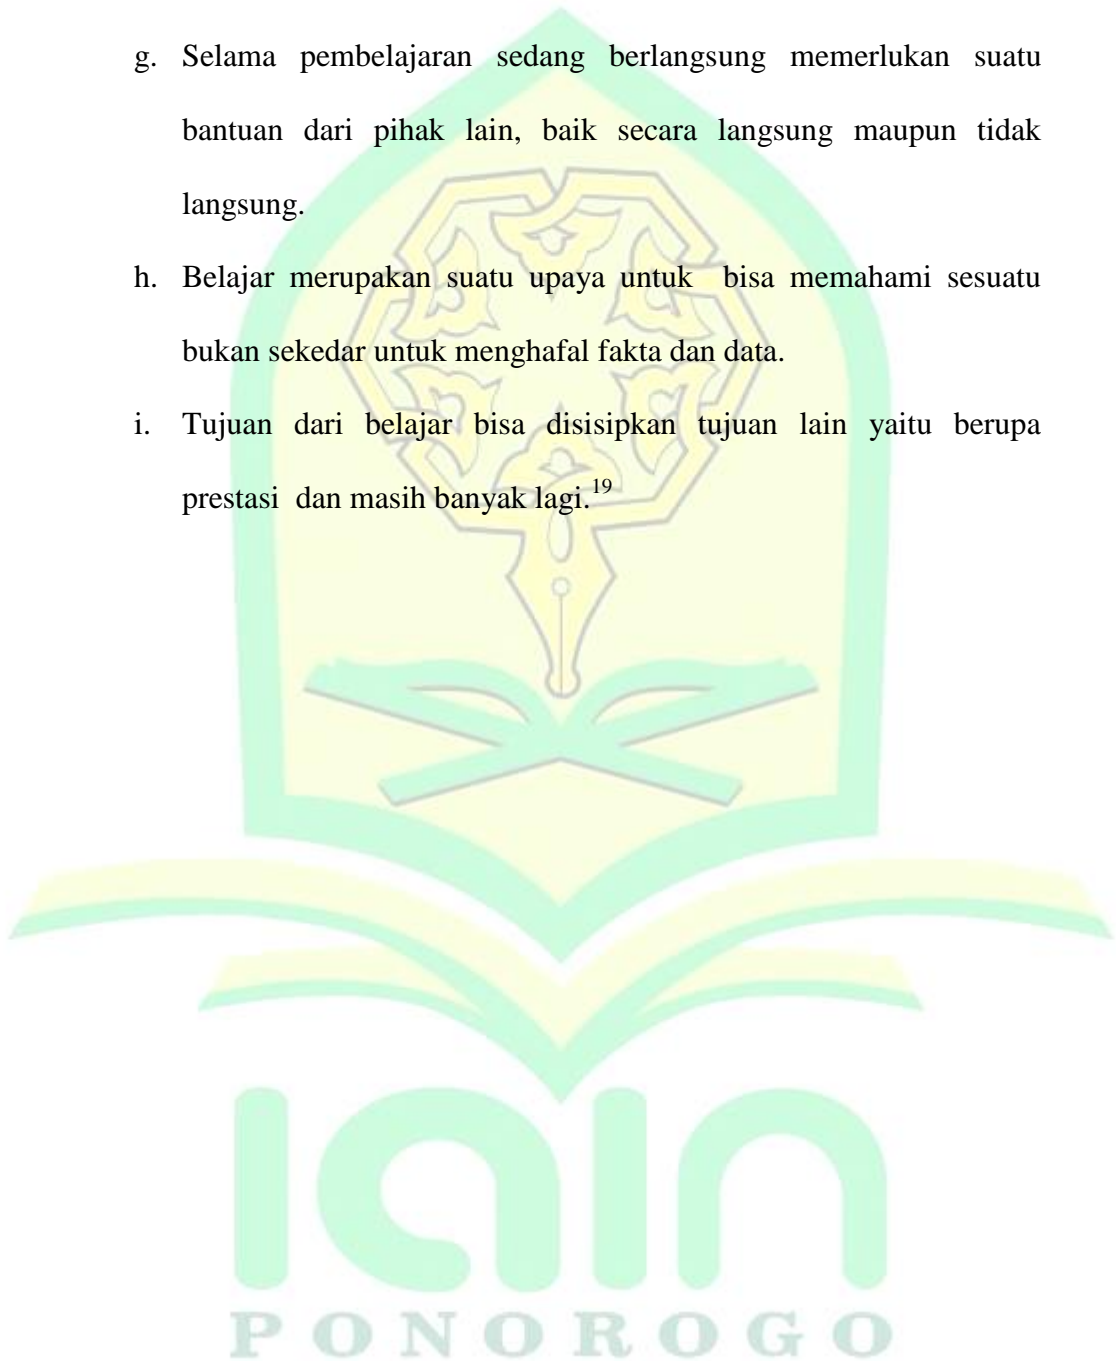 g. Selama pembelajaran sedang berlangsung memerlukan suatu
bantuan dari pihak lain, baik secara langsung maupun tidak
langsung.
h. Belajar merupakan suatu upaya untuk bisa memahami sesuatu
bukan sekedar untuk menghafal fakta dan data.
i. Tujuan dari belajar bisa disisipkan tujuan lain yaitu berupa
prestasi dan masih banyak lagi.19
iain
PONOROGO